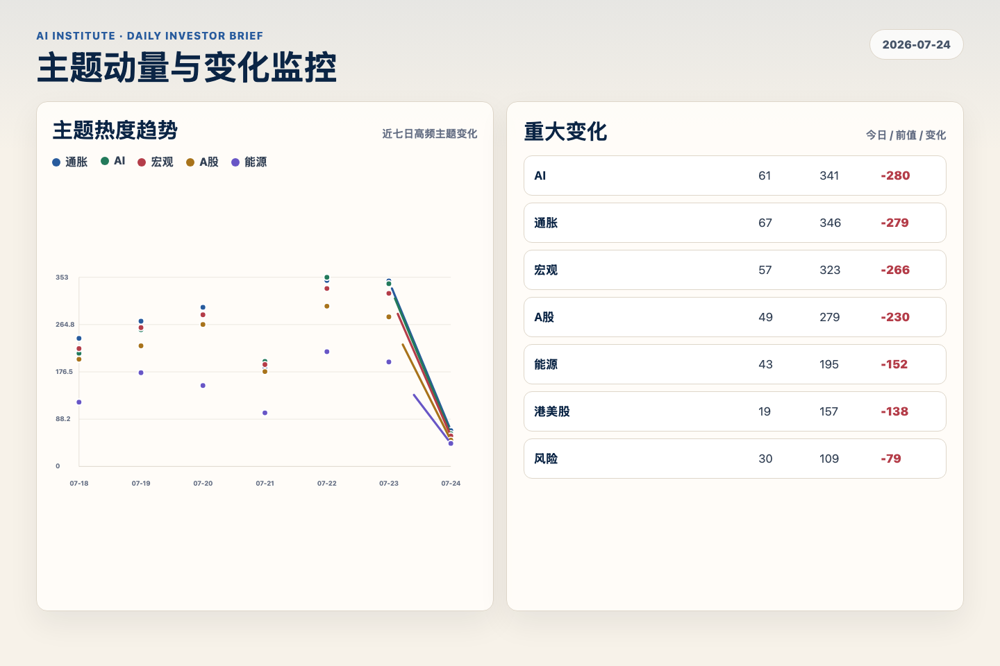 AI INSTITUTE · DAILY INVESTOR BRIEF
主题动量与变化监控
2026-07-24
主题热度趋势
近七日高频主题变化
通胀 AI 宏观 A股 能源
353
264.8
176.5
88.2
0
07-18 07-19 07-20 07-21 07-22 07-23 07-24
重大变化
今日 / 前值 / 变化
AI 61 341 -280
通胀 67 346 -279
宏观 57 323 -266
A股 49 279 -230
能源 43 195 -152
港美股 19 157 -138
风险 30 109 -79